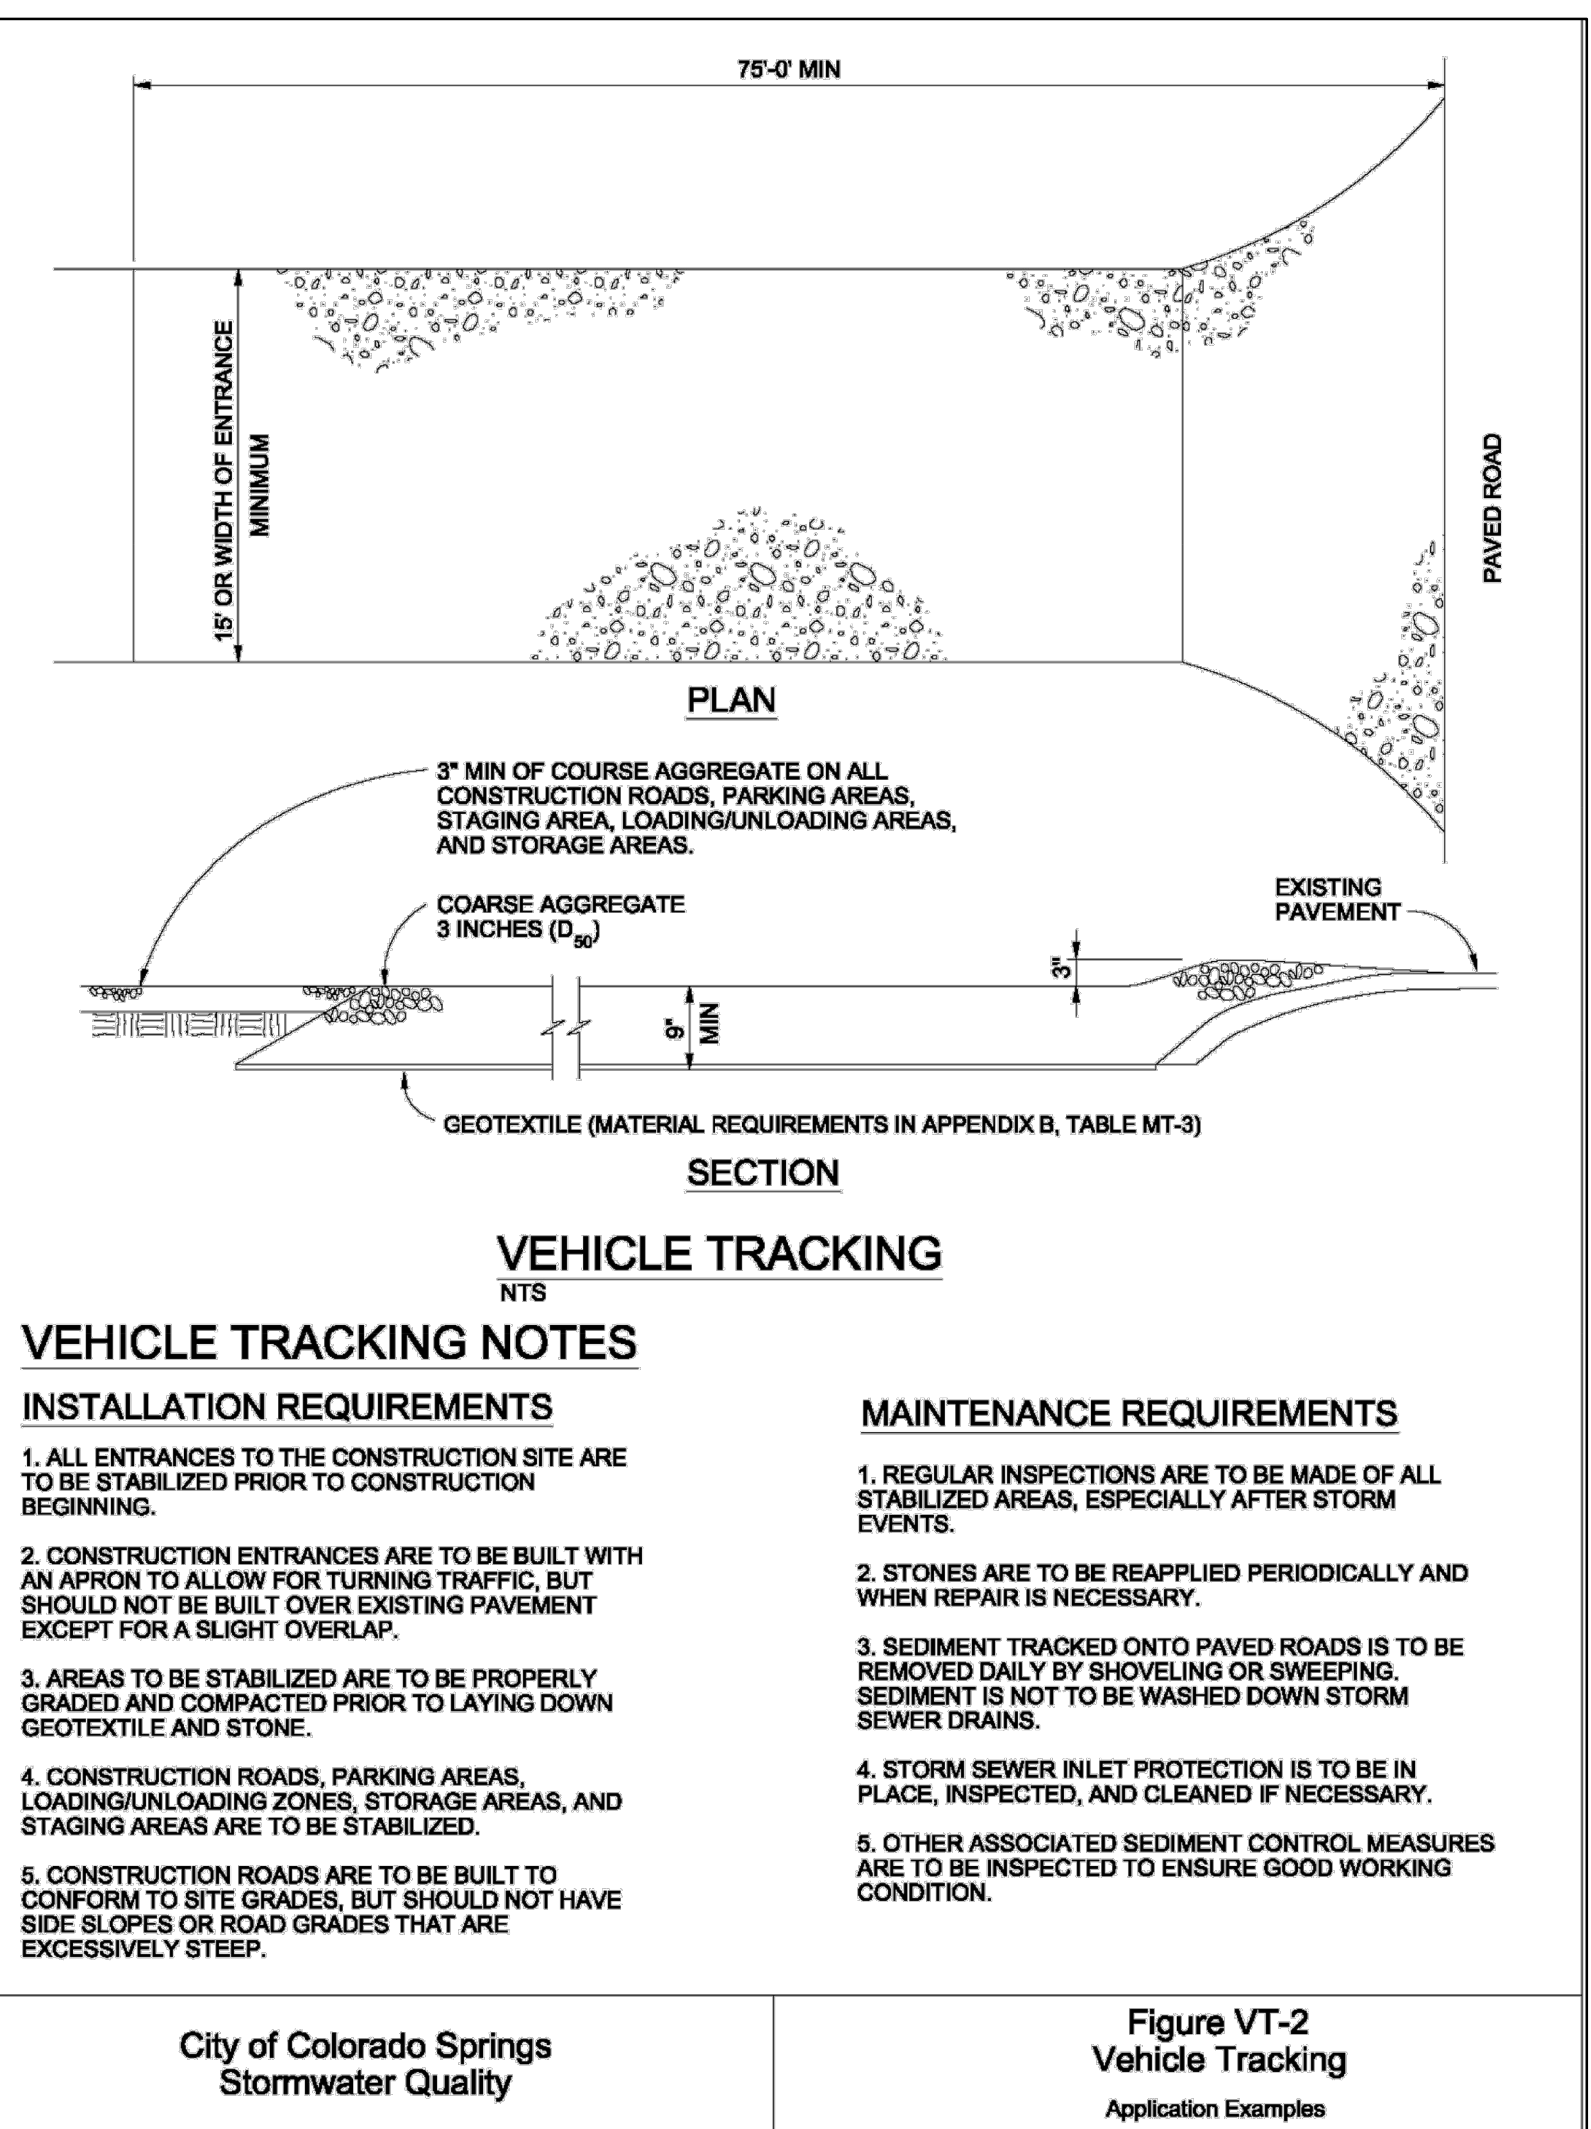 75'-0' MIN
15' OR WIDTH OF ENTRANCE
MINIMUM
PAVED ROAD
PLAN
3" MIN OF COURSE AGGREGATE ON ALL
CONSTRUCTION ROADS, PARKING AREAS,
STAGING AREA, LOADING/UNLOADING AREAS,
AND STORAGE AREAS.
COARSE AGGREGATE
3 INCHES (D50)
EXISTING
PAVEMENT
3"
9"
MIN
GEOTEXTILE (MATERIAL REQUIREMENTS IN APPENDIX B, TABLE MT-3)
SECTION
VEHICLE TRACKING
NTS
VEHICLE TRACKING NOTES
INSTALLATION REQUIREMENTS
1. ALL ENTRANCES TO THE CONSTRUCTION SITE ARE
TO BE STABILIZED PRIOR TO CONSTRUCTION
BEGINNING.
2. CONSTRUCTION ENTRANCES ARE TO BE BUILT WITH
AN APRON TO ALLOW FOR TURNING TRAFFIC, BUT
SHOULD NOT BE BUILT OVER EXISTING PAVEMENT
EXCEPT FOR A SLIGHT OVERLAP.
3. AREAS TO BE STABILIZED ARE TO BE PROPERLY
GRADED AND COMPACTED PRIOR TO LAYING DOWN
GEOTEXTILE AND STONE.
4. CONSTRUCTION ROADS, PARKING AREAS,
LOADING/UNLOADING ZONES, STORAGE AREAS, AND
STAGING AREAS ARE TO BE STABILIZED.
5. CONSTRUCTION ROADS ARE TO BE BUILT TO
CONFORM TO SITE GRADES, BUT SHOULD NOT HAVE
SIDE SLOPES OR ROAD GRADES THAT ARE
EXCESSIVELY STEEP.
MAINTENANCE REQUIREMENTS
1. REGULAR INSPECTIONS ARE TO BE MADE OF ALL
STABILIZED AREAS, ESPECIALLY AFTER STORM
EVENTS.
2. STONES ARE TO BE REAPPLIED PERIODICALLY AND
WHEN REPAIR IS NECESSARY.
3. SEDIMENT TRACKED ONTO PAVED ROADS IS TO BE
REMOVED DAILY BY SHOVELING OR SWEEPING.
SEDIMENT IS NOT TO BE WASHED DOWN STORM
SEWER DRAINS.
4. STORM SEWER INLET PROTECTION IS TO BE IN
PLACE, INSPECTED, AND CLEANED IF NECESSARY.
5. OTHER ASSOCIATED SEDIMENT CONTROL MEASURES
ARE TO BE INSPECTED TO ENSURE GOOD WORKING
CONDITION.
City of Colorado Springs
Stormwater Quality
Figure VT-2
Vehicle Tracking
Application Examples